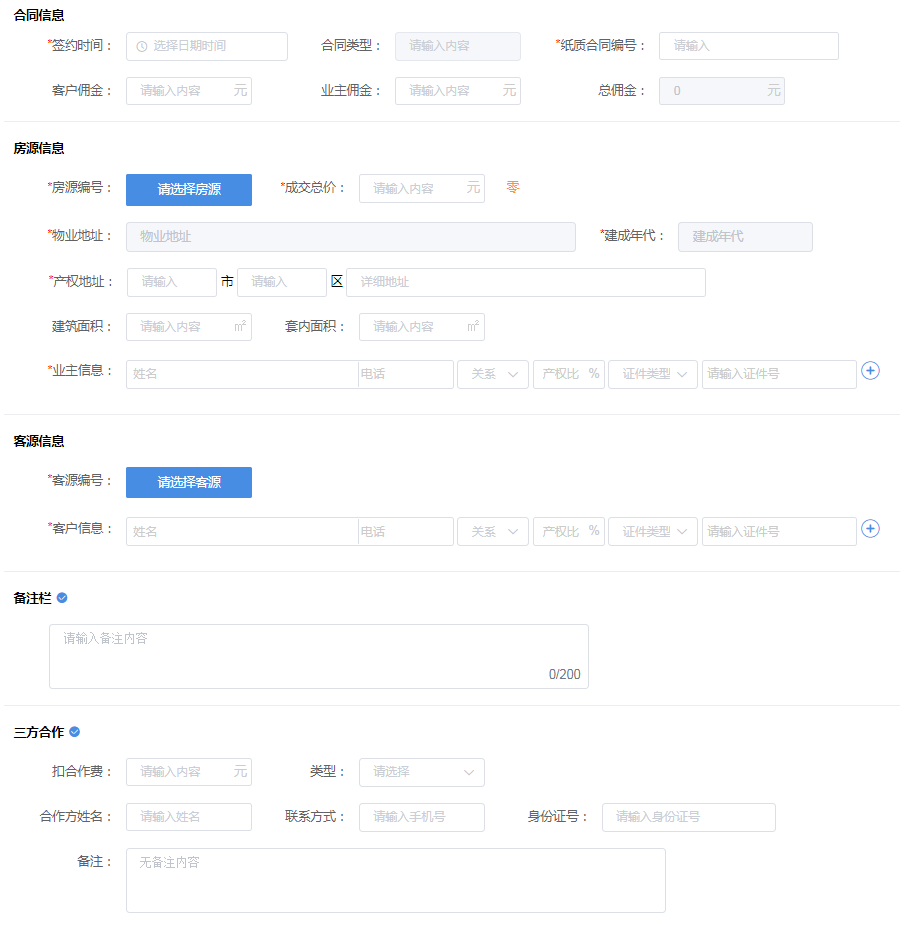 合同信息
*签约时间： 选择日期时间 合同类型： 请输入内容 *纸质合同编号： 请输入
客户佣金： 请输入内容 元 业主佣金： 请输入内容 元 总佣金： 0 元
房源信息
*房源编号： 请选择房源 *成交总价： 请输入内容 元 零
*物业地址： 物业地址 *建成年代： 建成年代
*产权地址： 请输入 市 请输入 区 详细地址
建筑面积： 请输入内容 ㎡ 套内面积： 请输入内容 ㎡
*业主信息： 姓名 电话 关系 产权比 % 证件类型 请输入证件号
客源信息
*客源编号： 请选择客源
*客户信息： 姓名 电话 关系 产权比 % 证件类型 请输入证件号
备注栏
请输入备注内容
0/200
三方合作
扣合作费： 请输入内容 元 类型： 请选择
合作方姓名： 请输入姓名 联系方式： 请输入手机号 身份证号： 请输入身份证号
备注： 无备注内容